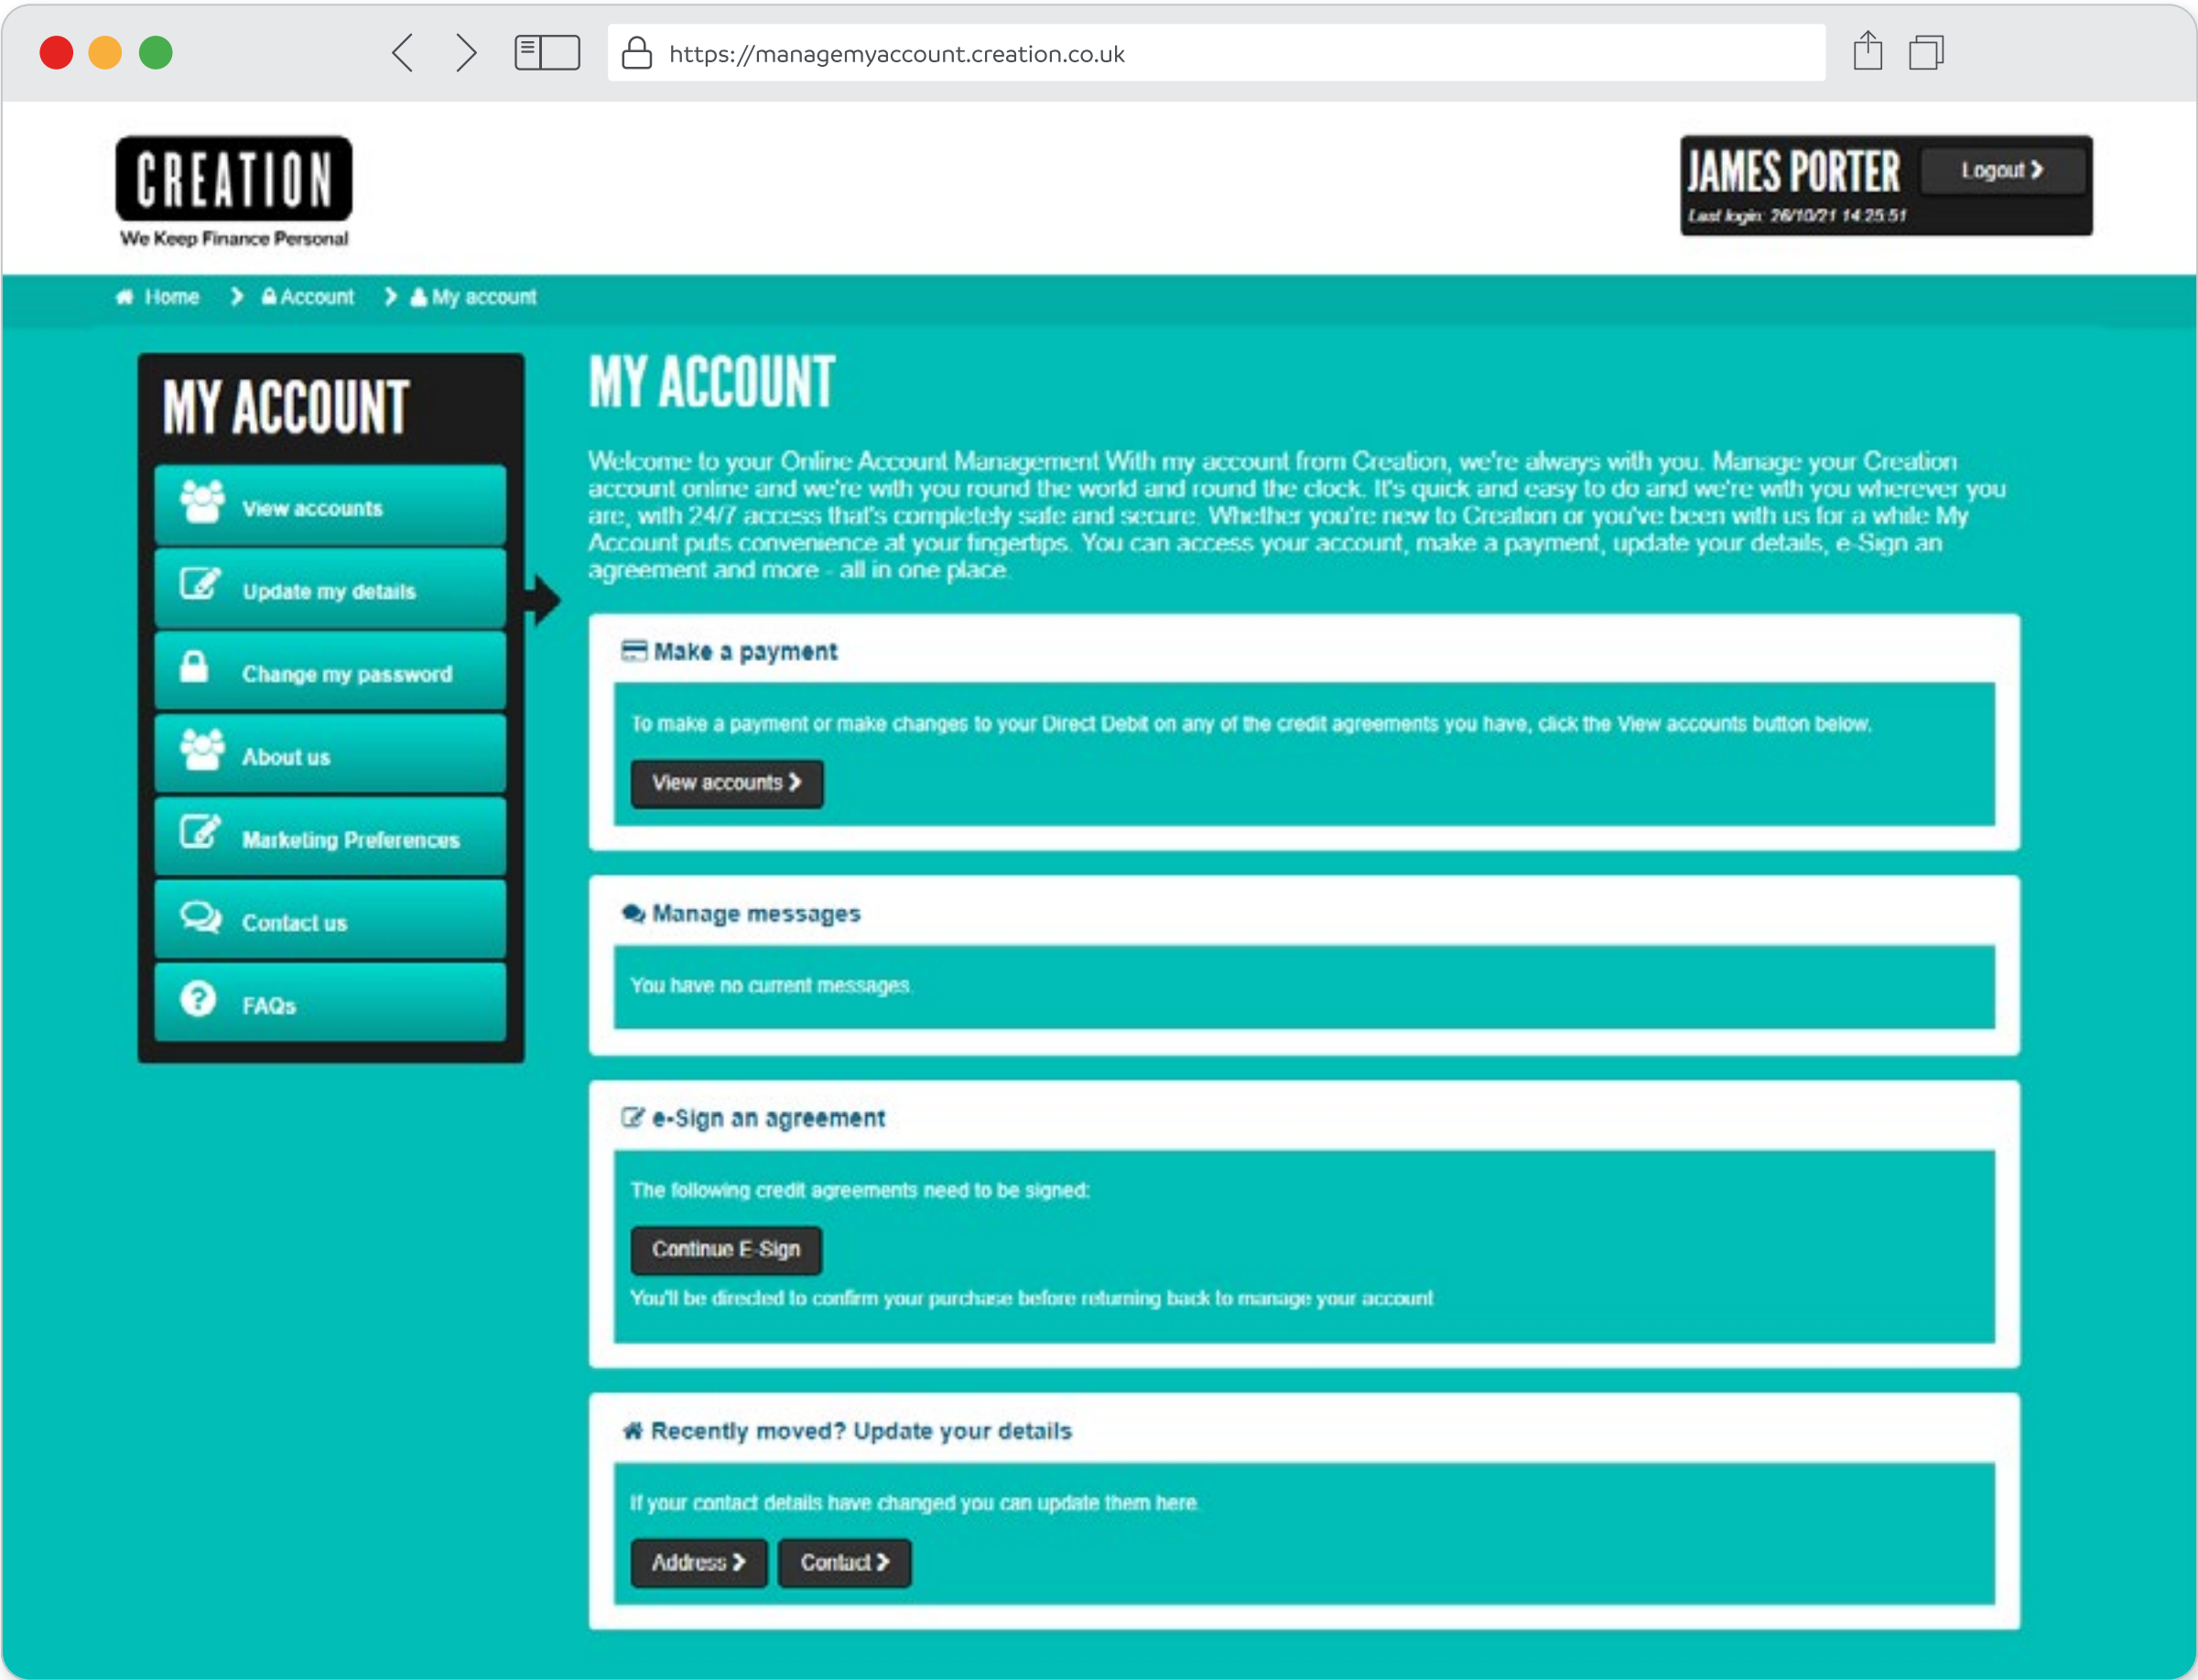 https://managemyaccount.creation.co.uk
CREATION
We Keep Finance Personal
JAMES PORTER
Logout
Last login: 26/10/21 14:25:51
Home
Account
My account
MY ACCOUNT
View accounts
Update my details
Change my password
About us
Marketing Preferences
Contact us
FAQs
MY ACCOUNT
Welcome to your Online Account Management With my account from Creation, we're always with you. Manage your Creation
account online and we're with you round the world and round the clock. It's quick and easy to do and we're with you wherever you
are, with 24/7 access that's completely safe and secure. Whether you're new to Creation or you've been with us for a while My
Account puts convenience at your fingertips. You can access your account, make a payment, update your details, e-Sign an
agreement and more - all in one place.
Make a payment
To make a payment or make changes to your Direct Debit on any of the credit agreements you have, click the View accounts button below.
View accounts
Manage messages
You have no current messages.
e-Sign an agreement
The following credit agreements need to be signed:
Continue E-Sign
You'll be directed to confirm your purchase before returning back to manage your account
Recently moved? Update your details
If your contact details have changed you can update them here.
Address
Contact